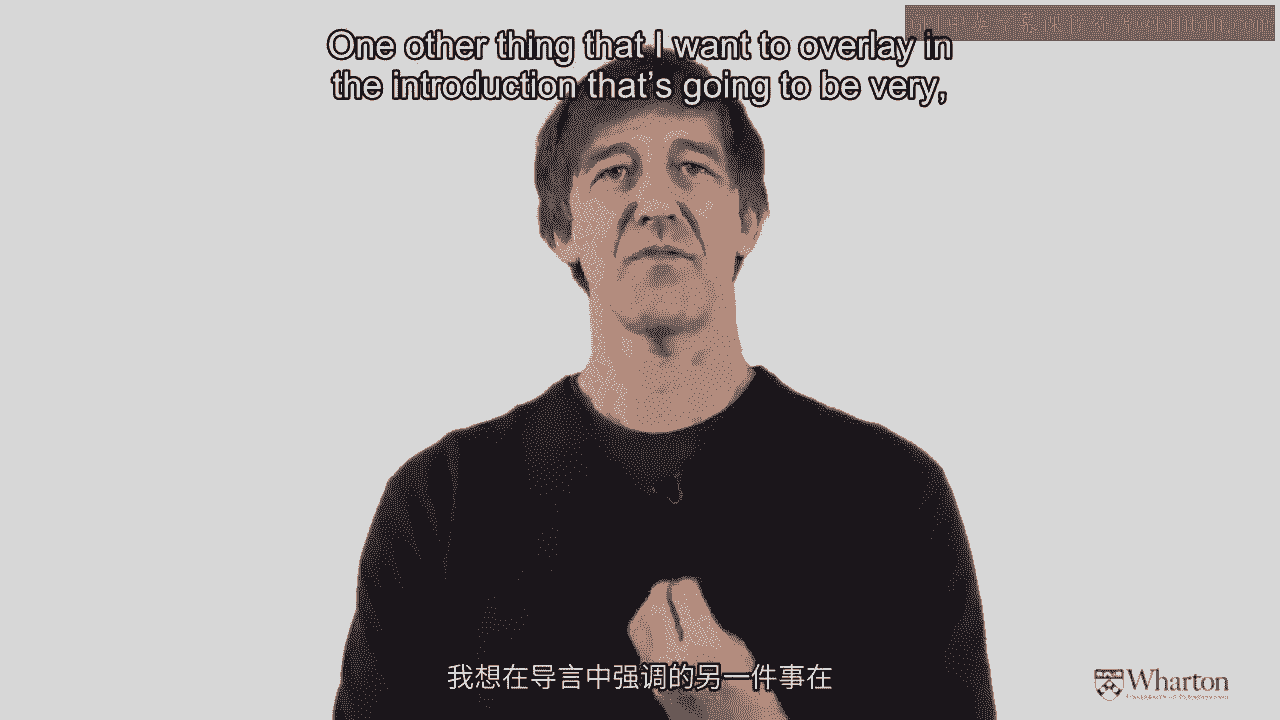 One other thing that I want to overlay in
the introduction that's going to be very,
我想在导言中强调的另一件事在
Wharton